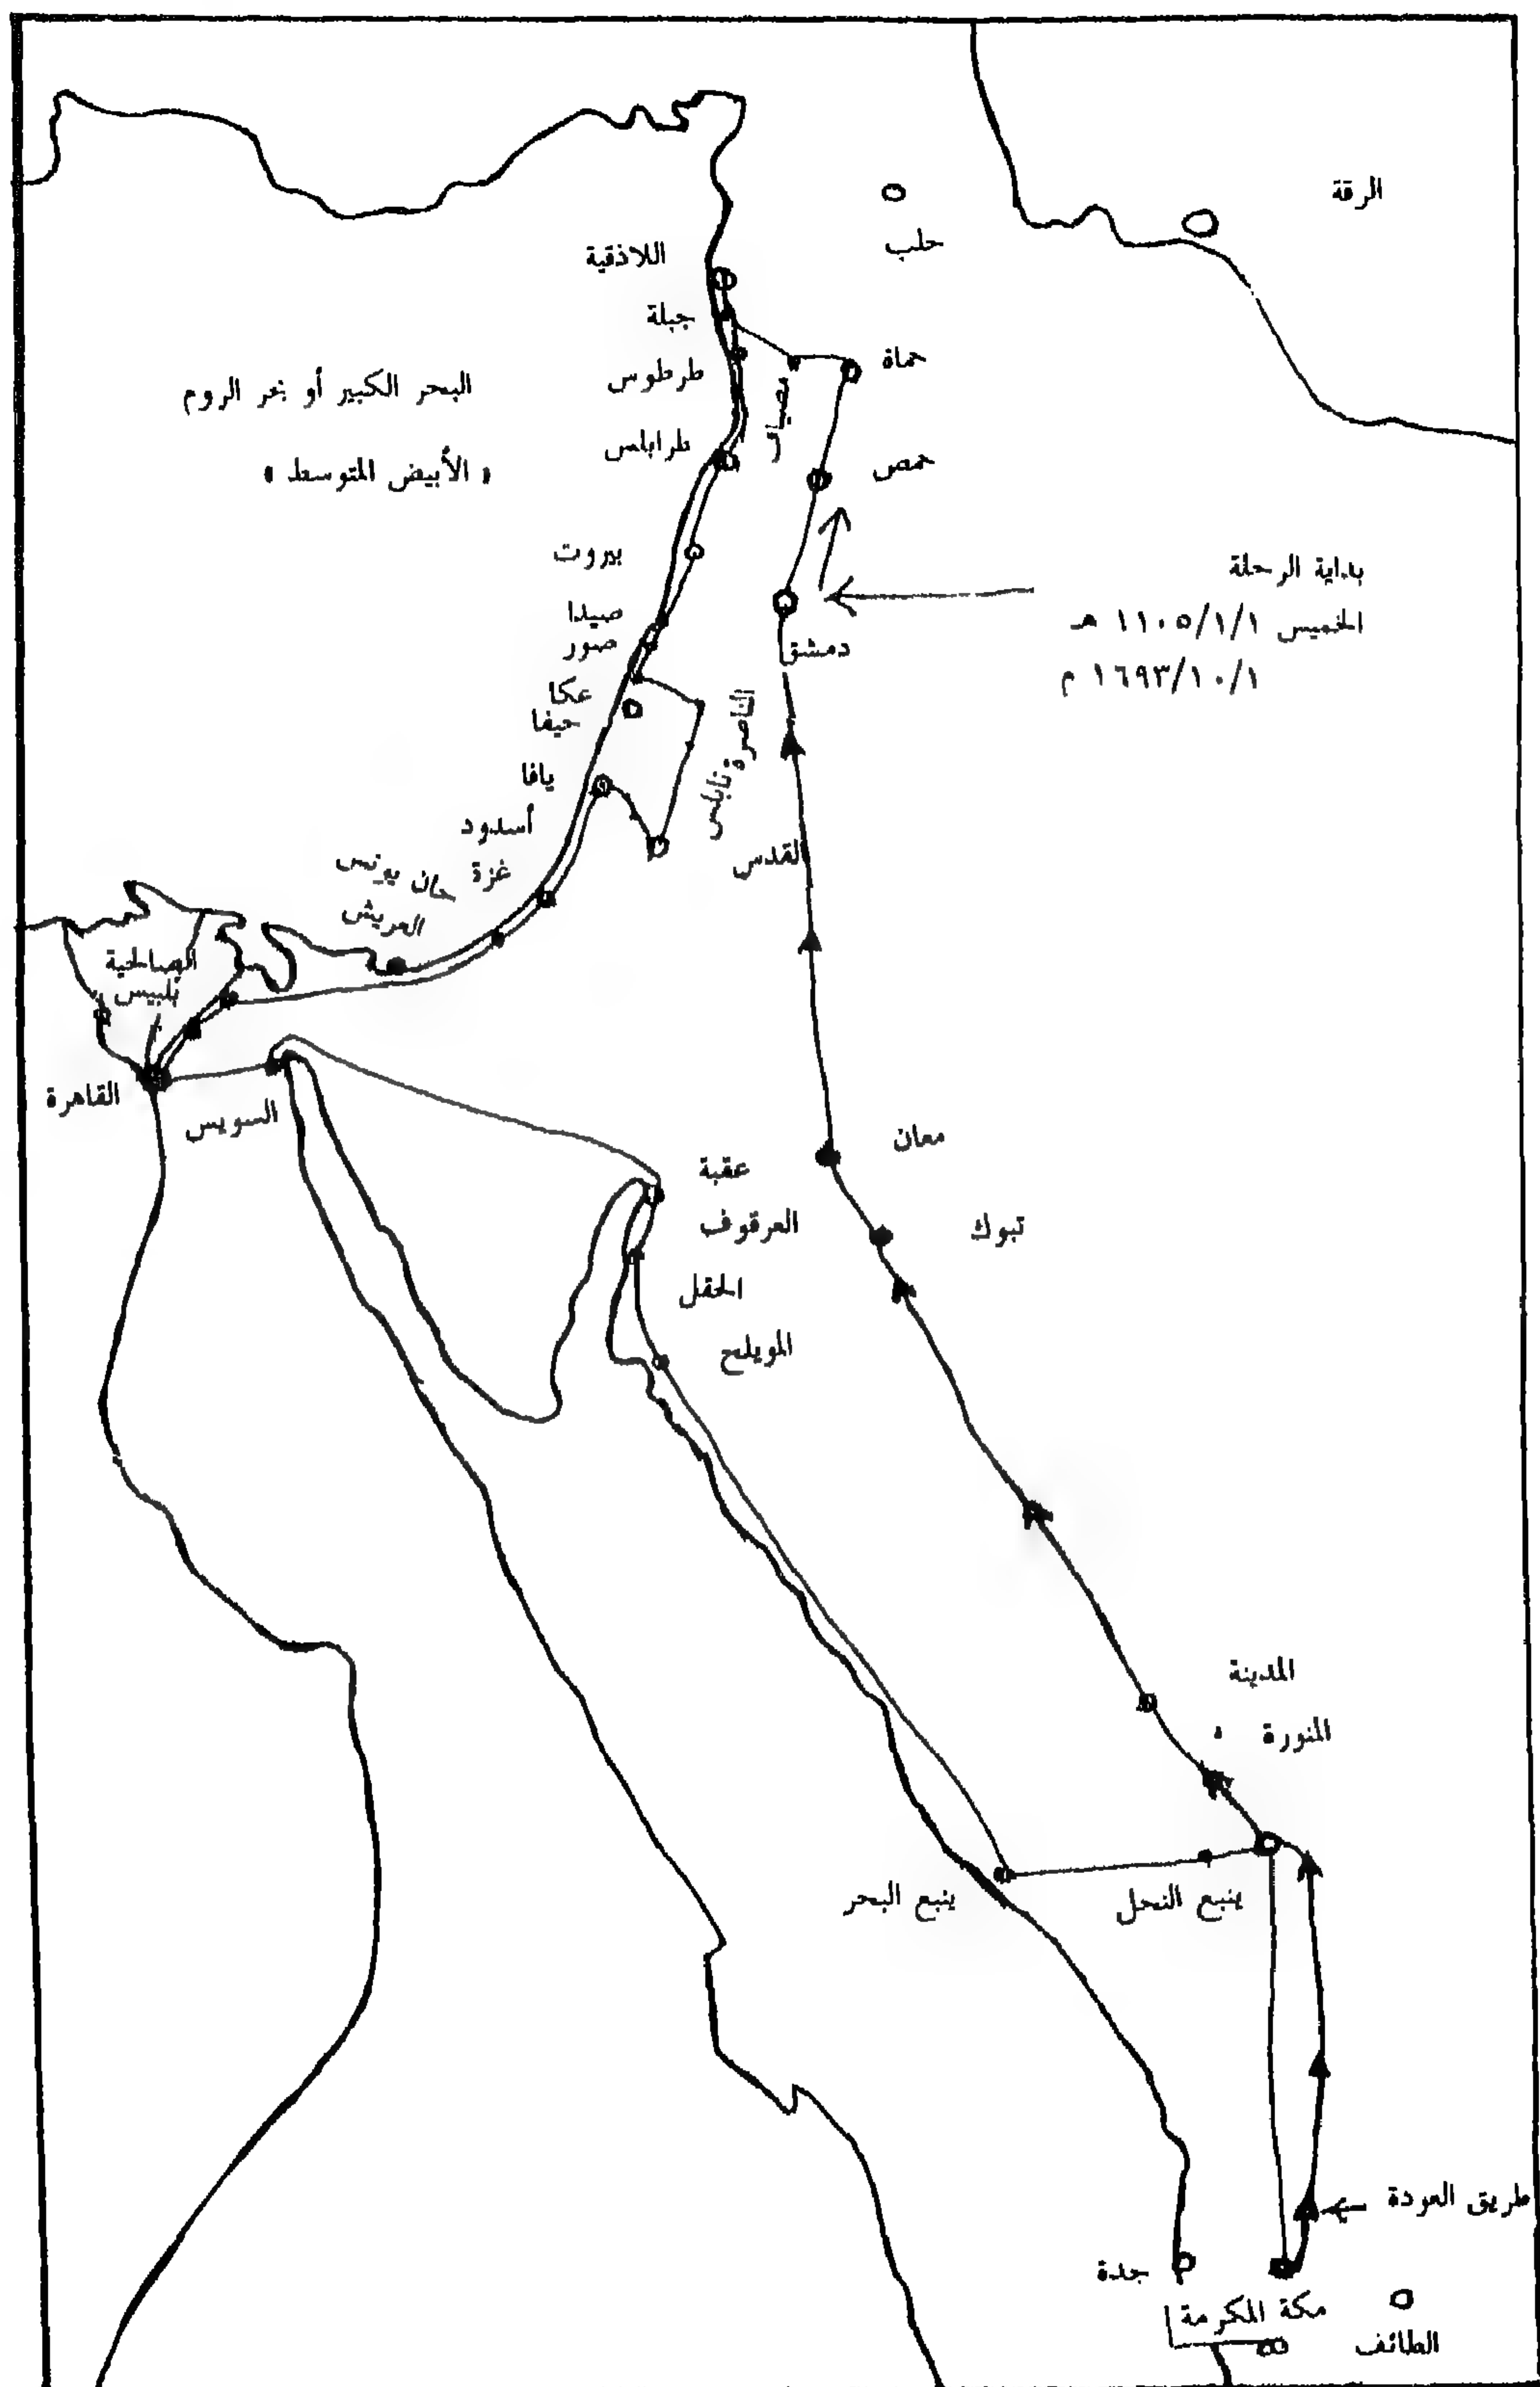 الرقة
حلب
اللاذقية
جبلة
حماة
طرطوس
مصياف
البحر الكبير أو بحر الروم
طرابلس
حمص
« الأبيض المتوسط »
بيروت
بداية الرحلة
صيدا
الخميس ١١٠٥/١/١ هـ
صور
دمشق
١٦٩٣/١٠/١ م
عكا
حيفا
الناصرة
يافا
نابلس
أسدود
القدس
غزة
خان يونس
العريش
الصالحية
بلبيس
القاهرة
السويس
معان
عقبة
العرقوف
تبوك
الحقل
المويلح
المدينة
المنورة
ينبع البحر
ينبع النخل
طريق العودة
جدة
مكة المكرمة
الطائف